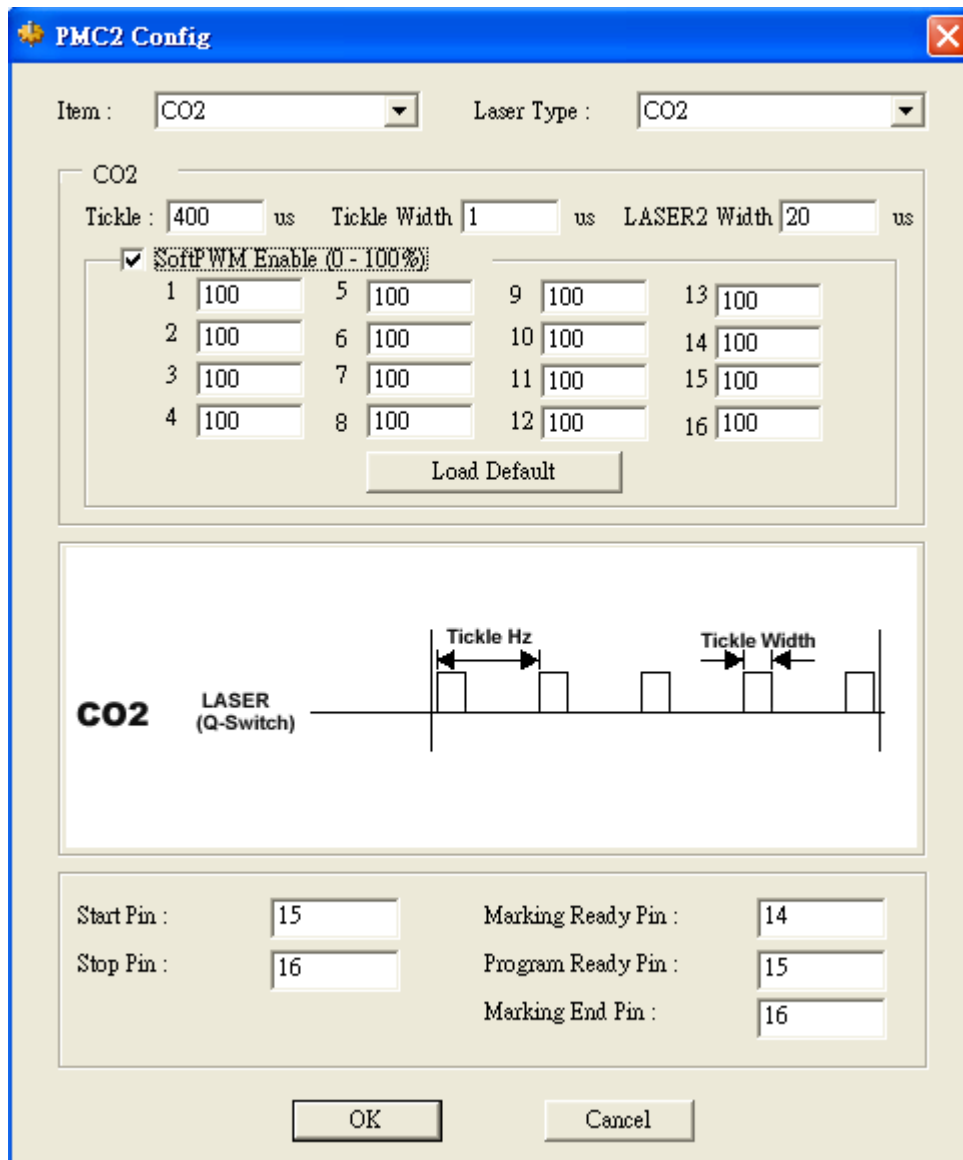 PMC2 Config
Item : CO2 Laser Type : CO2
CO2
Tickle : 400 us Tickle Width 1 us LASER2 Width 20 us
SoftPWM Enable (0 - 100%)
1 100 5 100 9 100 13 100
2 100 6 100 10 100 14 100
3 100 7 100 11 100 15 100
4 100 8 100 12 100 16 100
Load Default
Tickle Hz Tickle Width
CO2 LASER
(Q-Switch)
Start Pin : 15 Marking Ready Pin : 14
Stop Pin : 16 Program Ready Pin : 15
Marking End Pin : 16
OK Cancel